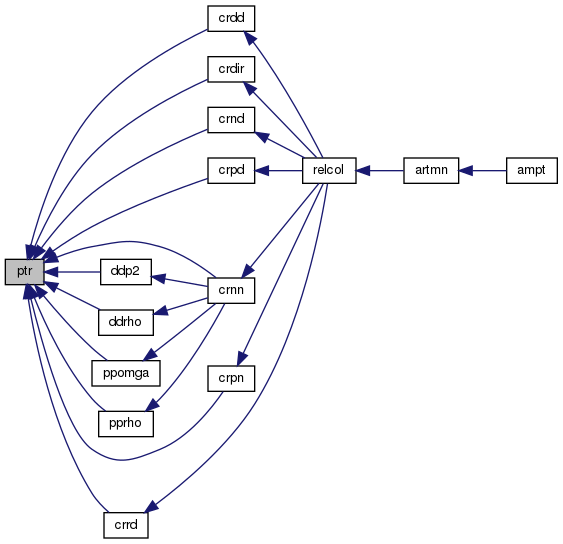 crdd
crdir
crnd
crpd
relcol
artmn
ampt
ptr
ddp2
crnn
ddrho
ppomga
crpn
pprho
crrd